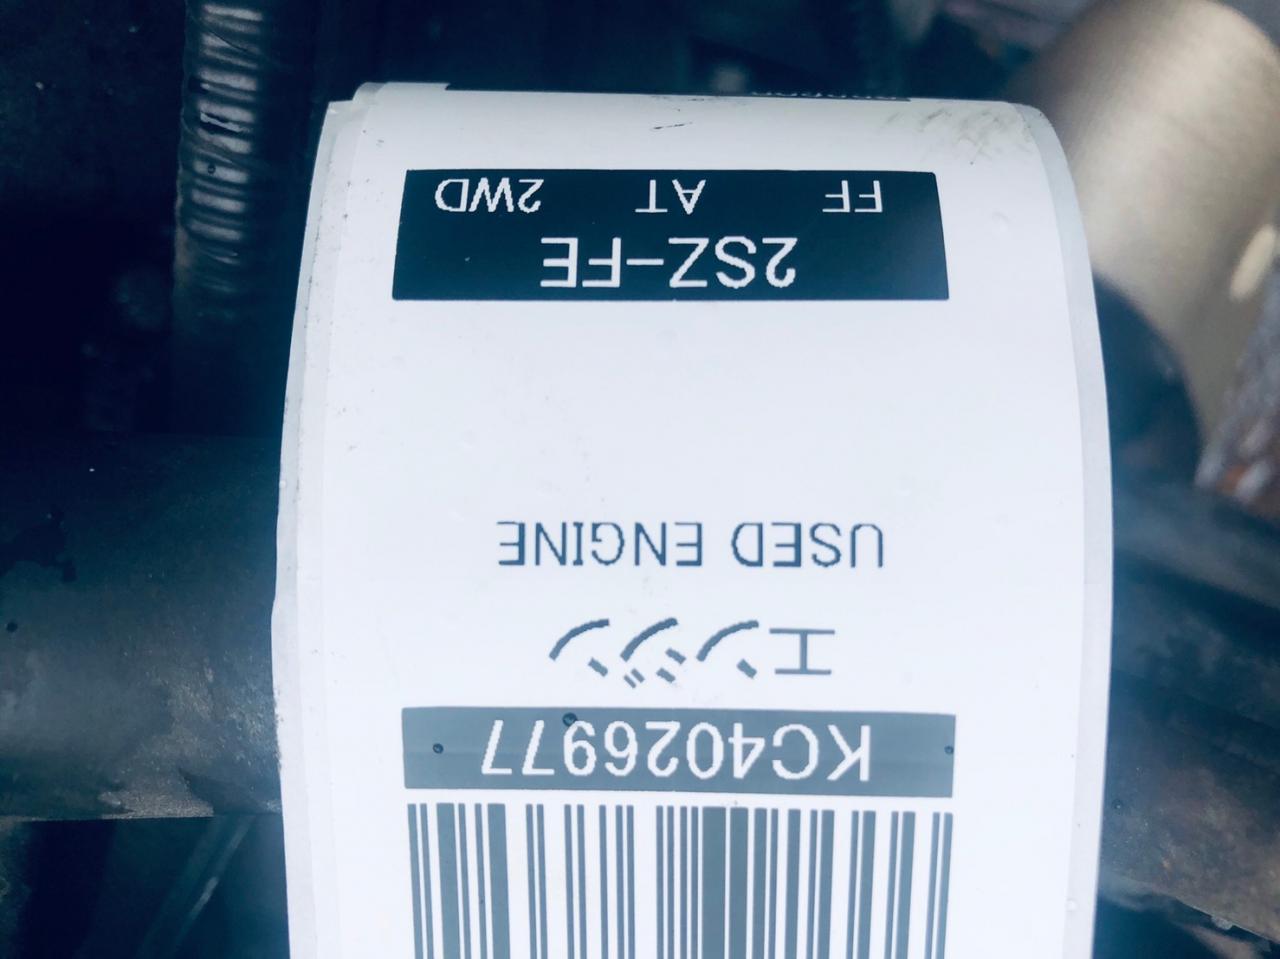 KC4026977
エンジン
USED ENGINE
2SZ-FE
FF AT 2WD